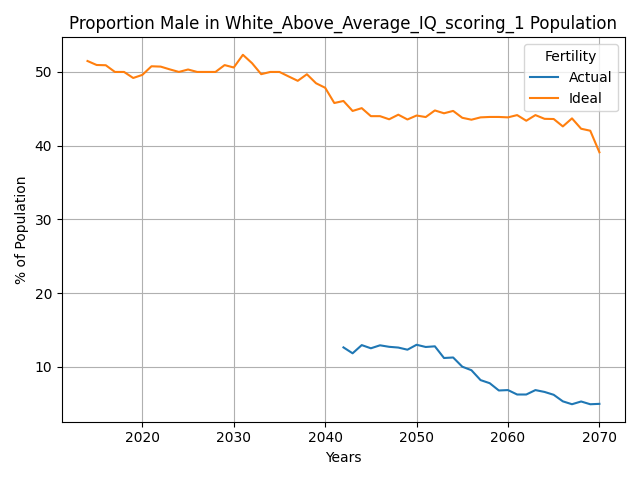 Proportion Male in White_Above_Average_IQ_scoring_1 Population
Fertility
Actual
Ideal
% of Population
50
40
30
20
10
2020
2030
2040
2050
2060
2070
Years